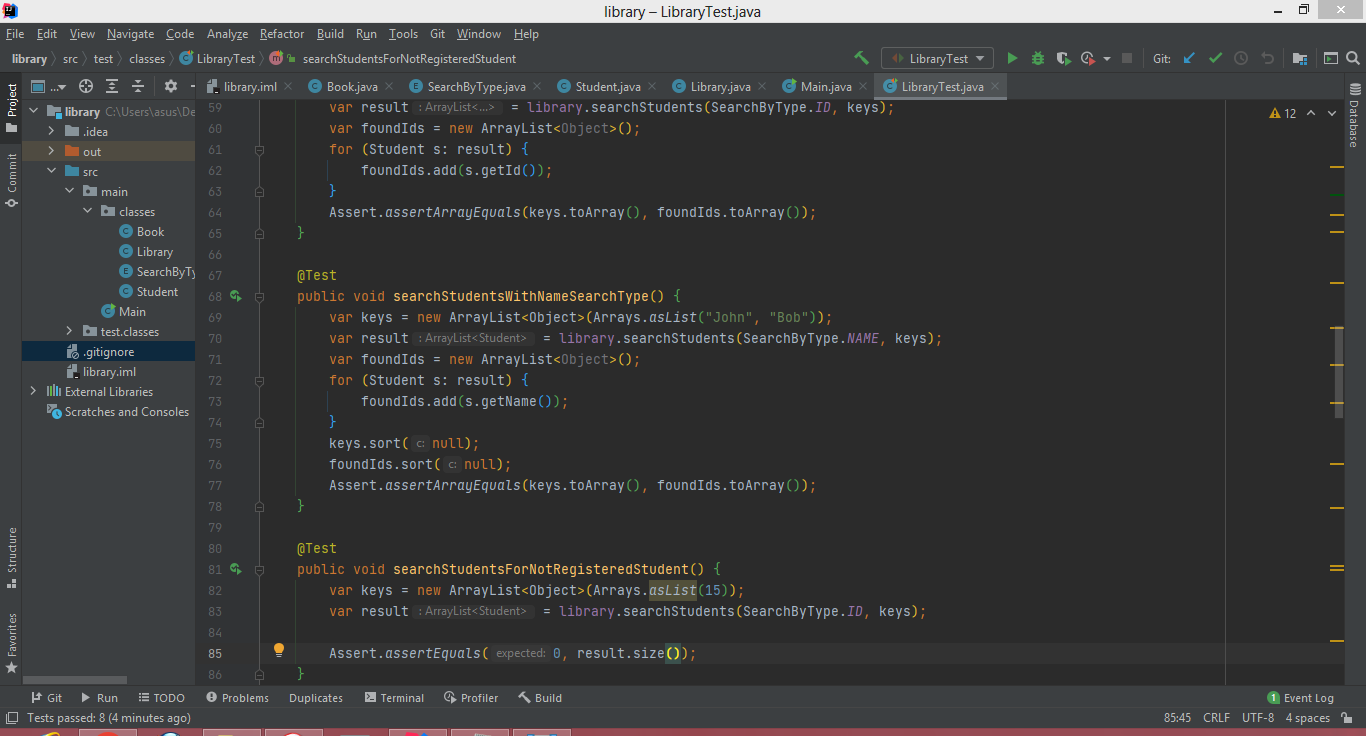 library – LibraryTest.java
File Edit View Navigate Code Analyze Refactor Build Run Tools Git Window Help
library src test classes LibraryTest searchStudentsForNotRegisteredStudent LibraryTest Git:
Project ...
library.iml Book.java SearchByType.java Student.java Library.java Main.java LibraryTest.java
library C:\Users\asus\De
.idea
out
src
main
classes
Book
Library
SearchByTy
Student
Main
test.classes
.gitignore
library.iml
External Libraries
Scratches and Consoles
Commit
Structure
Favorites
Database
12
59 var result : ArrayList<...> = library.searchStudents(SearchByType.ID, keys);
60 var foundIds = new ArrayList<Object>();
61 for (Student s: result) {
62 foundIds.add(s.getId());
63 }
64 Assert.assertArrayEquals(keys.toArray(), foundIds.toArray());
65 }
66
67 @Test
68 public void searchStudentsWithNameSearchType() {
69 var keys = new ArrayList<Object>(Arrays.asList("John", "Bob"));
70 var result : ArrayList<Student> = library.searchStudents(SearchByType.NAME, keys);
71 var foundIds = new ArrayList<Object>();
72 for (Student s: result) {
73 foundIds.add(s.getName());
74 }
75 keys.sort( c: null);
76 foundIds.sort( c: null);
77 Assert.assertArrayEquals(keys.toArray(), foundIds.toArray());
78 }
79
80 @Test
81 public void searchStudentsForNotRegisteredStudent() {
82 var keys = new ArrayList<Object>(Arrays.asList(15));
83 var result : ArrayList<Student> = library.searchStudents(SearchByType.ID, keys);
84
85 Assert.assertEquals( expected: 0, result.size());
86 }
Git Run TODO Problems Duplicates Terminal Profiler Build 1 Event Log
Tests passed: 8 (4 minutes ago) 85:45 CRLF UTF-8 4 spaces